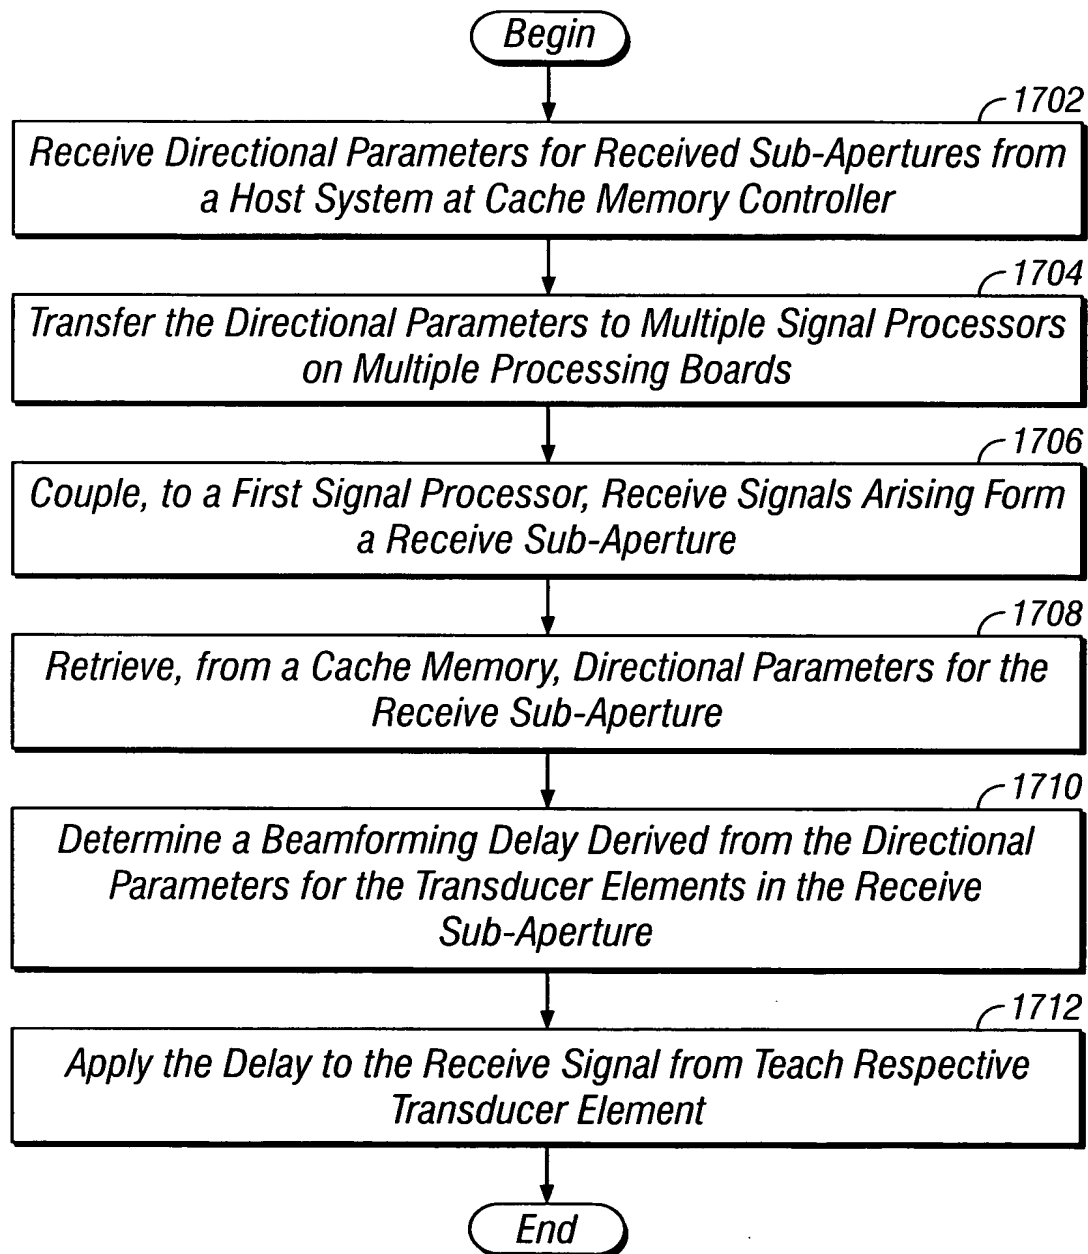 Begin
1702
Receive Directional Parameters for Received Sub-Apertures from
a Host System at Cache Memory Controller
1704
Transfer the Directional Parameters to Multiple Signal Processors
on Multiple Processing Boards
1706
Couple, to a First Signal Processor, Receive Signals Arising Form
a Receive Sub-Aperture
1708
Retrieve, from a Cache Memory, Directional Parameters for the
Receive Sub-Aperture
1710
Determine a Beamforming Delay Derived from the Directional
Parameters for the Transducer Elements in the Receive
Sub-Aperture
1712
Apply the Delay to the Receive Signal from Teach Respective
Transducer Element
End